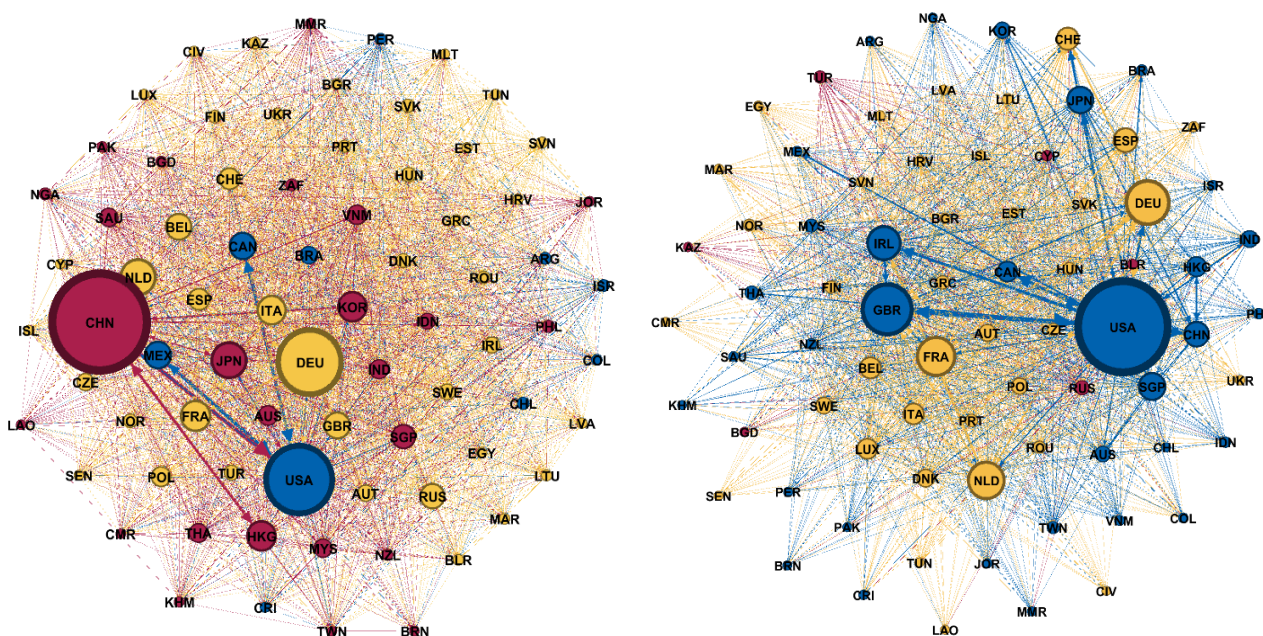 MMR
PER
CIV
KAZ
MLT
BGR
LUX
TUN
FIN
UKR
SVK
PAK
BGD
PRT
EST
SVN
CHE
ZAF
HUN
NGA
HRV
JOR
SAU
VNM
BEL
GRC
CAN
BRA
ARG
CYP
NLD
DNK
ROU
ISR
ESP
ITA
KOR
CHN
IDN
PHL
ISL
IRL
MEX
JPN
DEU
IND
COL
CZE
SWE
CHL
LAO
NOR
FRA
AUS
GBR
SGP
LVA
SEN
POL
TUR
USA
EGY
AUT
RUS
LTU
MAR
CMR
THA
HKG
MYS
NZL
BLR
KHM
CRI
TWN
BRN
NGA
KOR
CHE
ARG
BRA
TUR
LVA
LTU
JPN
EGY
MLT
ESP
ZAF
MEX
HRV
ISL
CYP
MAR
SVN
ISR
NOR
MYS
BGR
EST
SVK
DEU
KAZ
IRL
IND
CAN
HUN
BLR
HKG
THA
FIN
GRC
CMR
GBR
USA
PH
SAU
NZL
AUT
CZE
CHN
BEL
FRA
KHM
SWE
POL
RUS
SGP
UKR
BGD
ITA
PRT
LUX
ROU
AUS
CHL
IDN
SEN
PER
DNK
NLD
PAK
TWN
VNM
COL
BRN
TUN
JOR
CRI
CIV
MMR
LAO